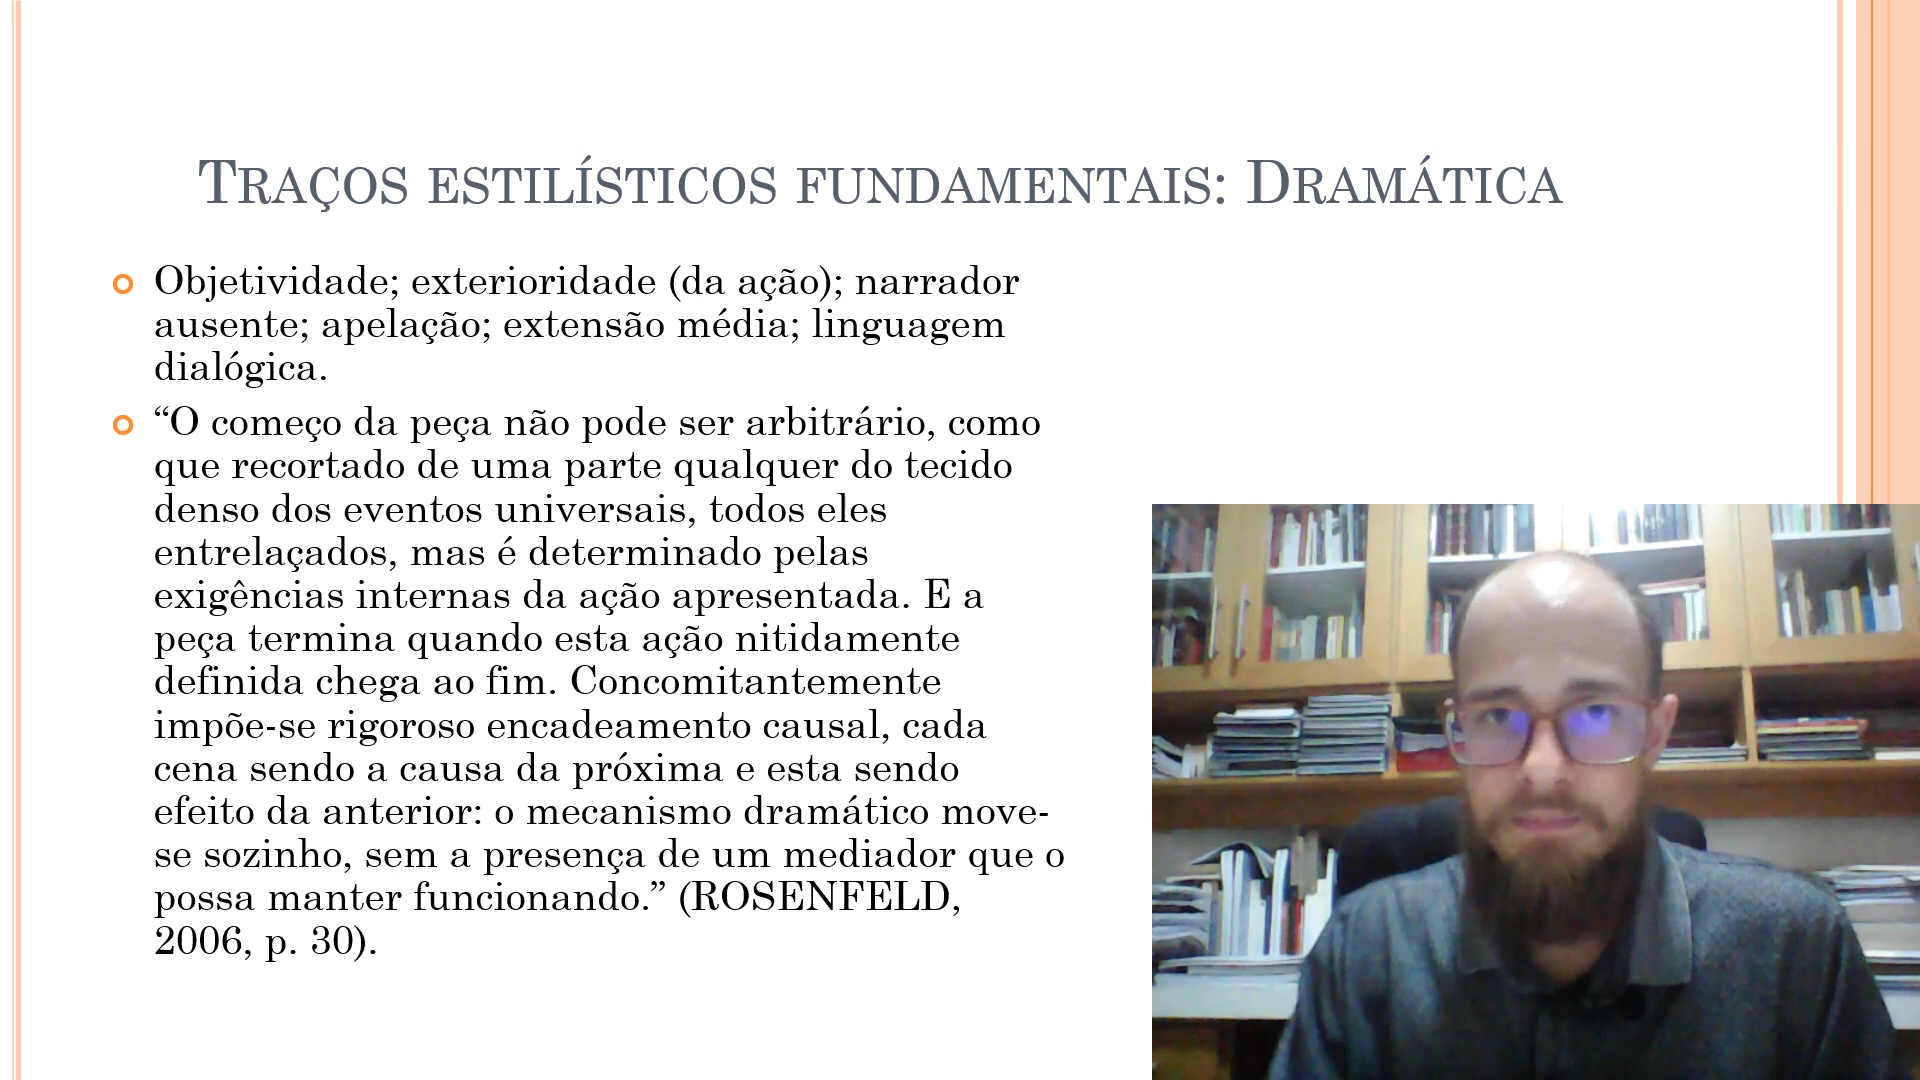 TRAÇOS ESTILÍSTICOS FUNDAMENTAIS: DRAMÁTICA
Objetividade; exterioridade (da ação); narrador
ausente; apelação; extensão média; linguagem
dialógica.
“O começo da peça não pode ser arbitrário, como
que recortado de uma parte qualquer do tecido
denso dos eventos universais, todos eles
entrelaçados, mas é determinado pelas
exigências internas da ação apresentada. E a
peça termina quando esta ação nitidamente
definida chega ao fim. Concomitantemente
impõe-se rigoroso encadeamento causal, cada
cena sendo a causa da próxima e esta sendo
efeito da anterior: o mecanismo dramático move-
se sozinho, sem a presença de um mediador que o
possa manter funcionando.” (ROSENFELD,
2006, p. 30).